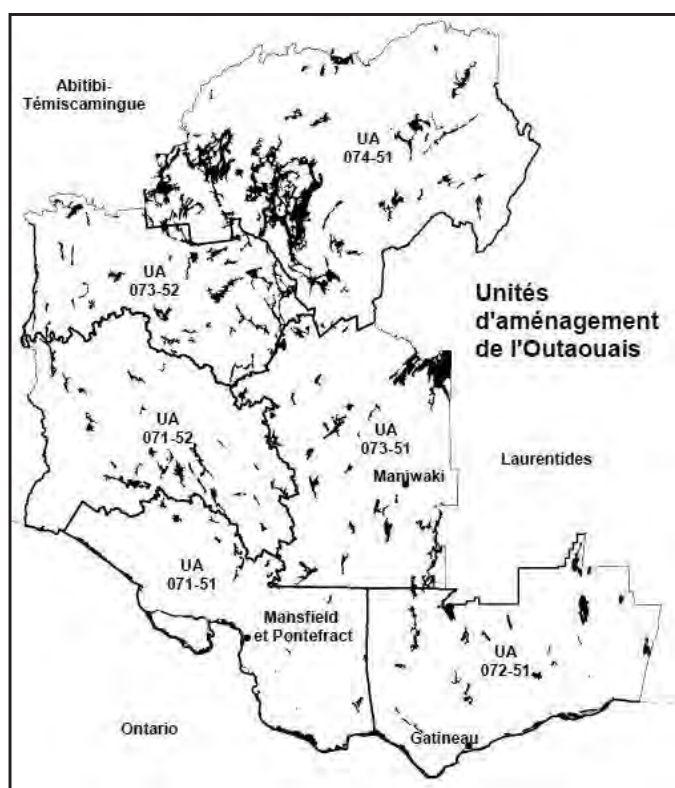 Abitibi-
Témiscamingue
UA
074-51
UA
073-52
Unités
d'aménagement
de l'Outaouais
UA
071-52
UA
073-51
Maniwaki
Laurentides
UA
071-51
Mansfield
et Pontefract
UA
072-51
Ontario
Gatineau